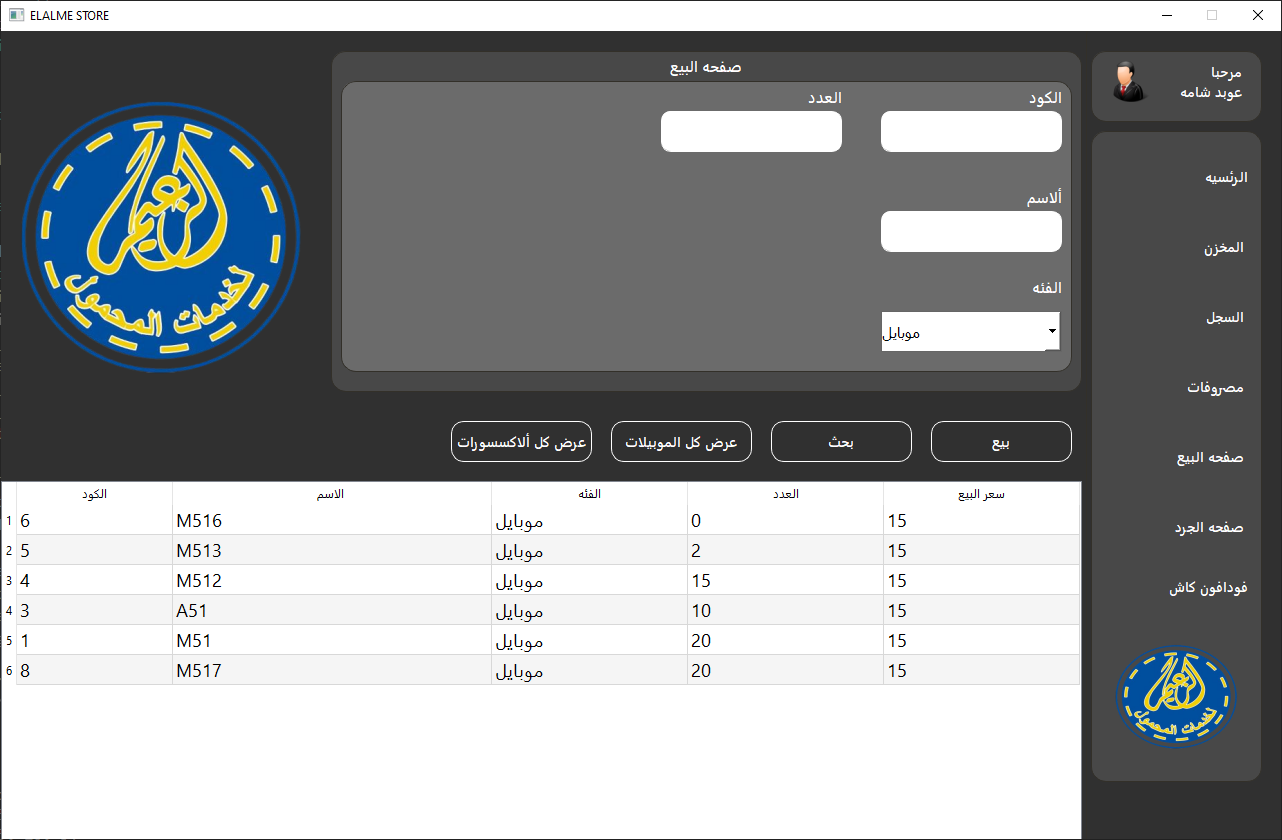 ELALME STORE
مرحبا
عوبد شامه
الرئسيه
المخزن
السجل
مصروفات
صفحه البيع
صفحه الجرد
فودافون كاش
صفحه البيع
الكود
العدد
ألاسم
الفئه
موبايل
بيع
بحث
عرض كل الموبيلات
عرض كل ألاكسسورات
الزعيم
لخدمات المحمول
الكود الاسم الفئه العدد سعر البيع
1 6 M516 موبايل 0 15
2 5 M513 موبايل 2 15
3 4 M512 موبايل 15 15
4 3 A51 موبايل 10 15
5 1 M51 موبايل 20 15
6 8 M517 موبايل 20 15
الزعيم
لخدمات المحمول